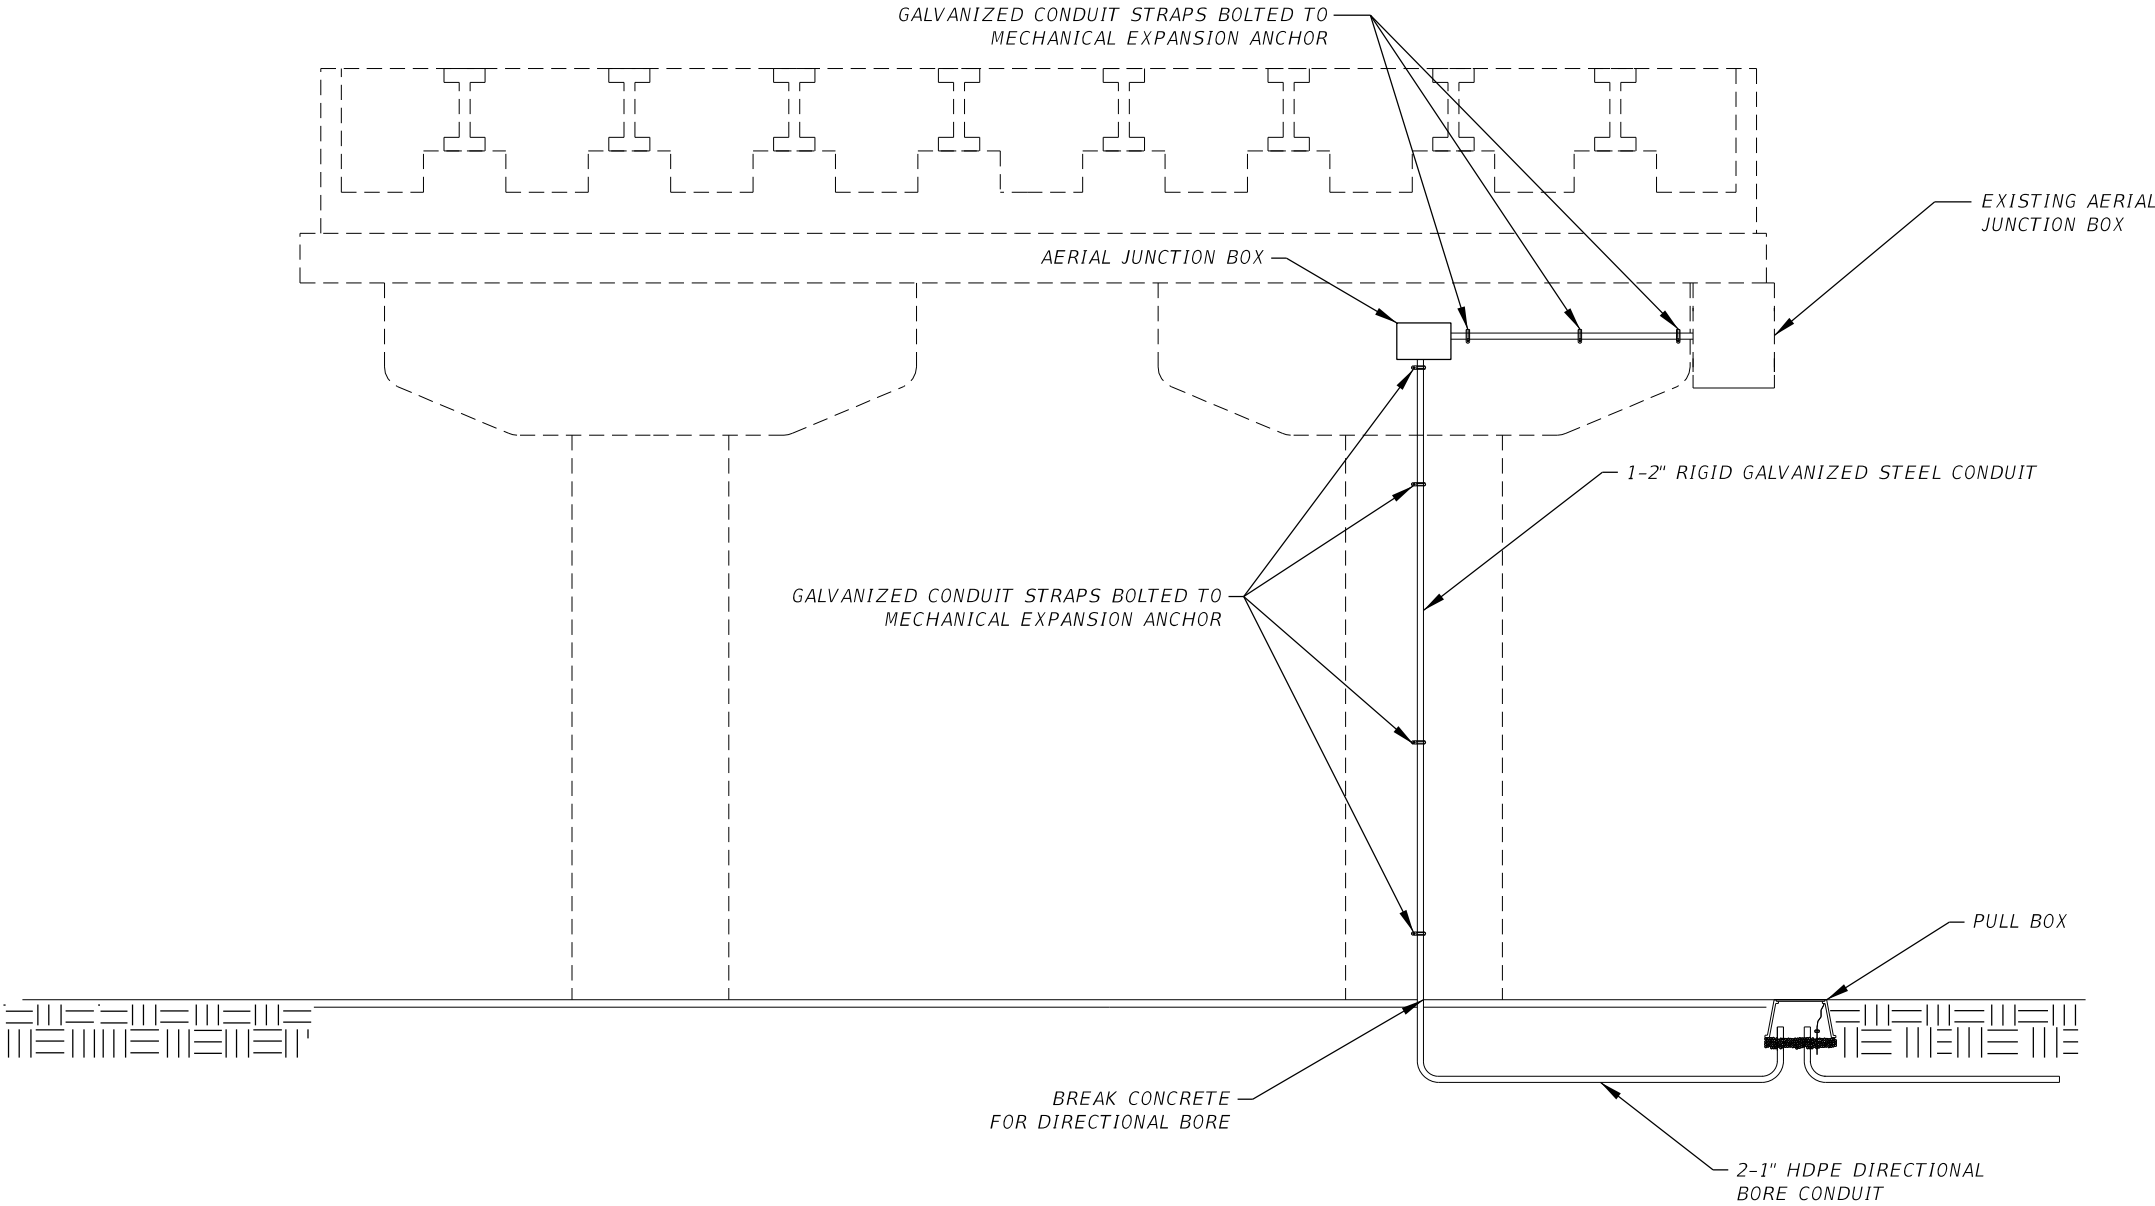 GALVANIZED CONDUIT STRAPS BOLTED TO
MECHANICAL EXPANSION ANCHOR
EXISTING AERIAL
JUNCTION BOX
AERIAL JUNCTION BOX
1-2" RIGID GALVANIZED STEEL CONDUIT
GALVANIZED CONDUIT STRAPS BOLTED TO
MECHANICAL EXPANSION ANCHOR
PULL BOX
BREAK CONCRETE
FOR DIRECTIONAL BORE
2-1" HDPE DIRECTIONAL
BORE CONDUIT